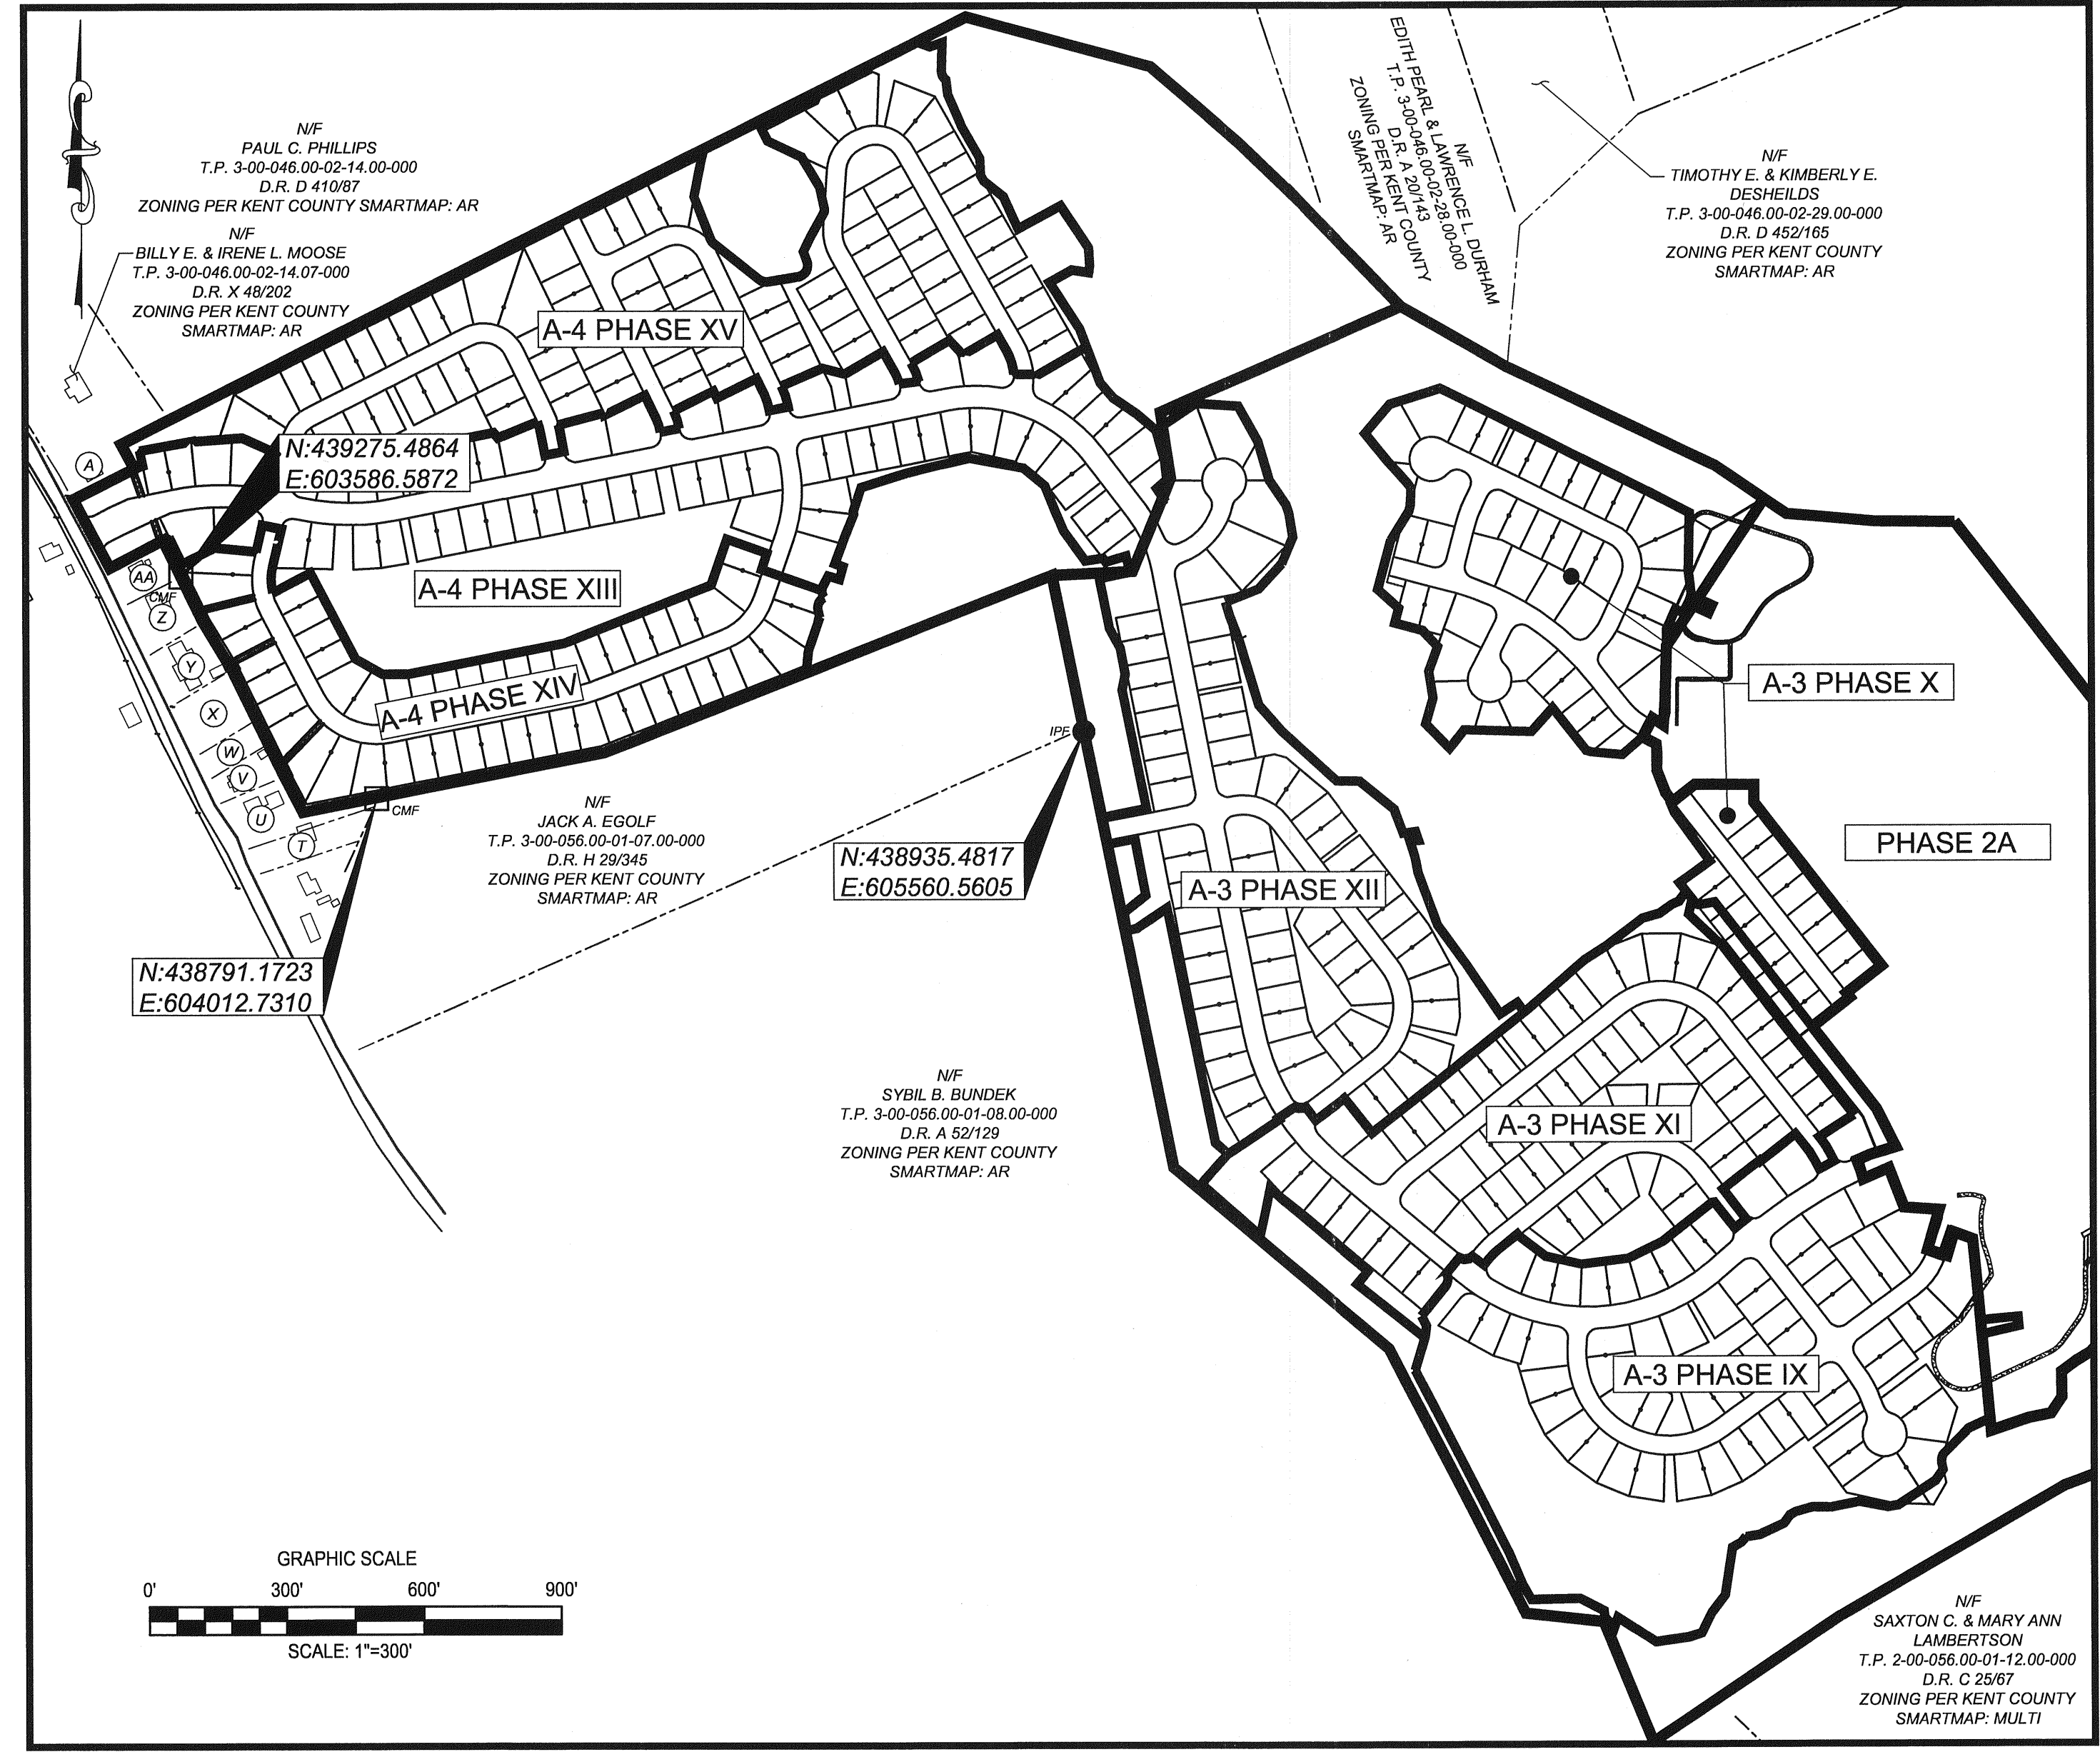 N/F
PAUL C. PHILLIPS
T.P. 3-00-046.00-02-14.00-000
D.R. D 410/87
ZONING PER KENT COUNTY SMARTMAP: AR
N/F
BILLY E. & IRENE L. MOOSE
T.P. 3-00-046.00-02-14.07-000
D.R. X 48/202
ZONING PER KENT COUNTY
SMARTMAP: AR
N/F
EDITH PEARL & LAWRENCE L. DURHAM
T.P. 3-00-046.00-02-28.00-000
D.R. A 20/143
ZONING PER KENT COUNTY
SMARTMAP: AR
N/F
TIMOTHY E. & KIMBERLY E.
DESHEILDS
T.P. 3-00-046.00-02-29.00-000
D.R. D 452/165
ZONING PER KENT COUNTY
SMARTMAP: AR
A-4 PHASE XV
N:439275.4864
E:603586.5872
A
AA
CMF
Z
Y
X
W
V
U
T
A-4 PHASE XIII
A-4 PHASE XIV
CMF
IPF
A-3 PHASE X
N/F
JACK A. EGOLF
T.P. 3-00-056.00-01-07.00-000
D.R. H 29/345
ZONING PER KENT COUNTY
SMARTMAP: AR
N:438935.4817
E:605560.5605
PHASE 2A
A-3 PHASE XII
N:438791.1723
E:604012.7310
N/F
SYBIL B. BUNDEK
T.P. 3-00-056.00-01-08.00-000
D.R. A 52/129
ZONING PER KENT COUNTY
SMARTMAP: AR
A-3 PHASE XI
A-3 PHASE IX
GRAPHIC SCALE
0' 300' 600' 900'
SCALE: 1"=300'
N/F
SAXTON C. & MARY ANN
LAMBERTSON
T.P. 2-00-056.00-01-12.00-000
D.R. C 25/67
ZONING PER KENT COUNTY
SMARTMAP: MULTI